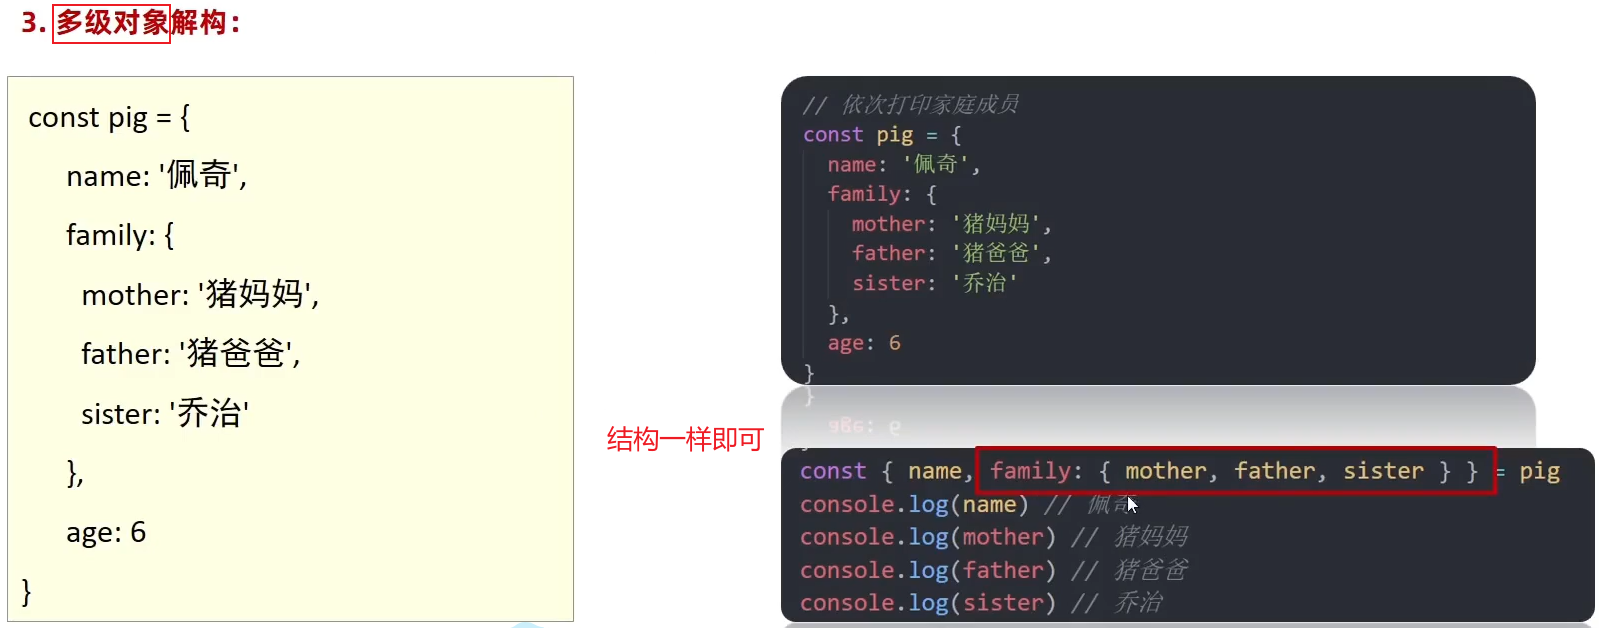 3. 多级对象解构：
const pig = {
name: '佩奇',
family: {
mother: '猪妈妈',
father: '猪爸爸',
sister: '乔治'
},
age: 6
}
结构一样即可
// 依次打印家庭成员
const pig = {
name: '佩奇',
family: {
mother: '猪妈妈',
father: '猪爸爸',
sister: '乔治'
},
age: 6
}
const { name, family: { mother, father, sister } } = pig
console.log(name) // 佩奇
console.log(mother) // 猪妈妈
console.log(father) // 猪爸爸
console.log(sister) // 乔治